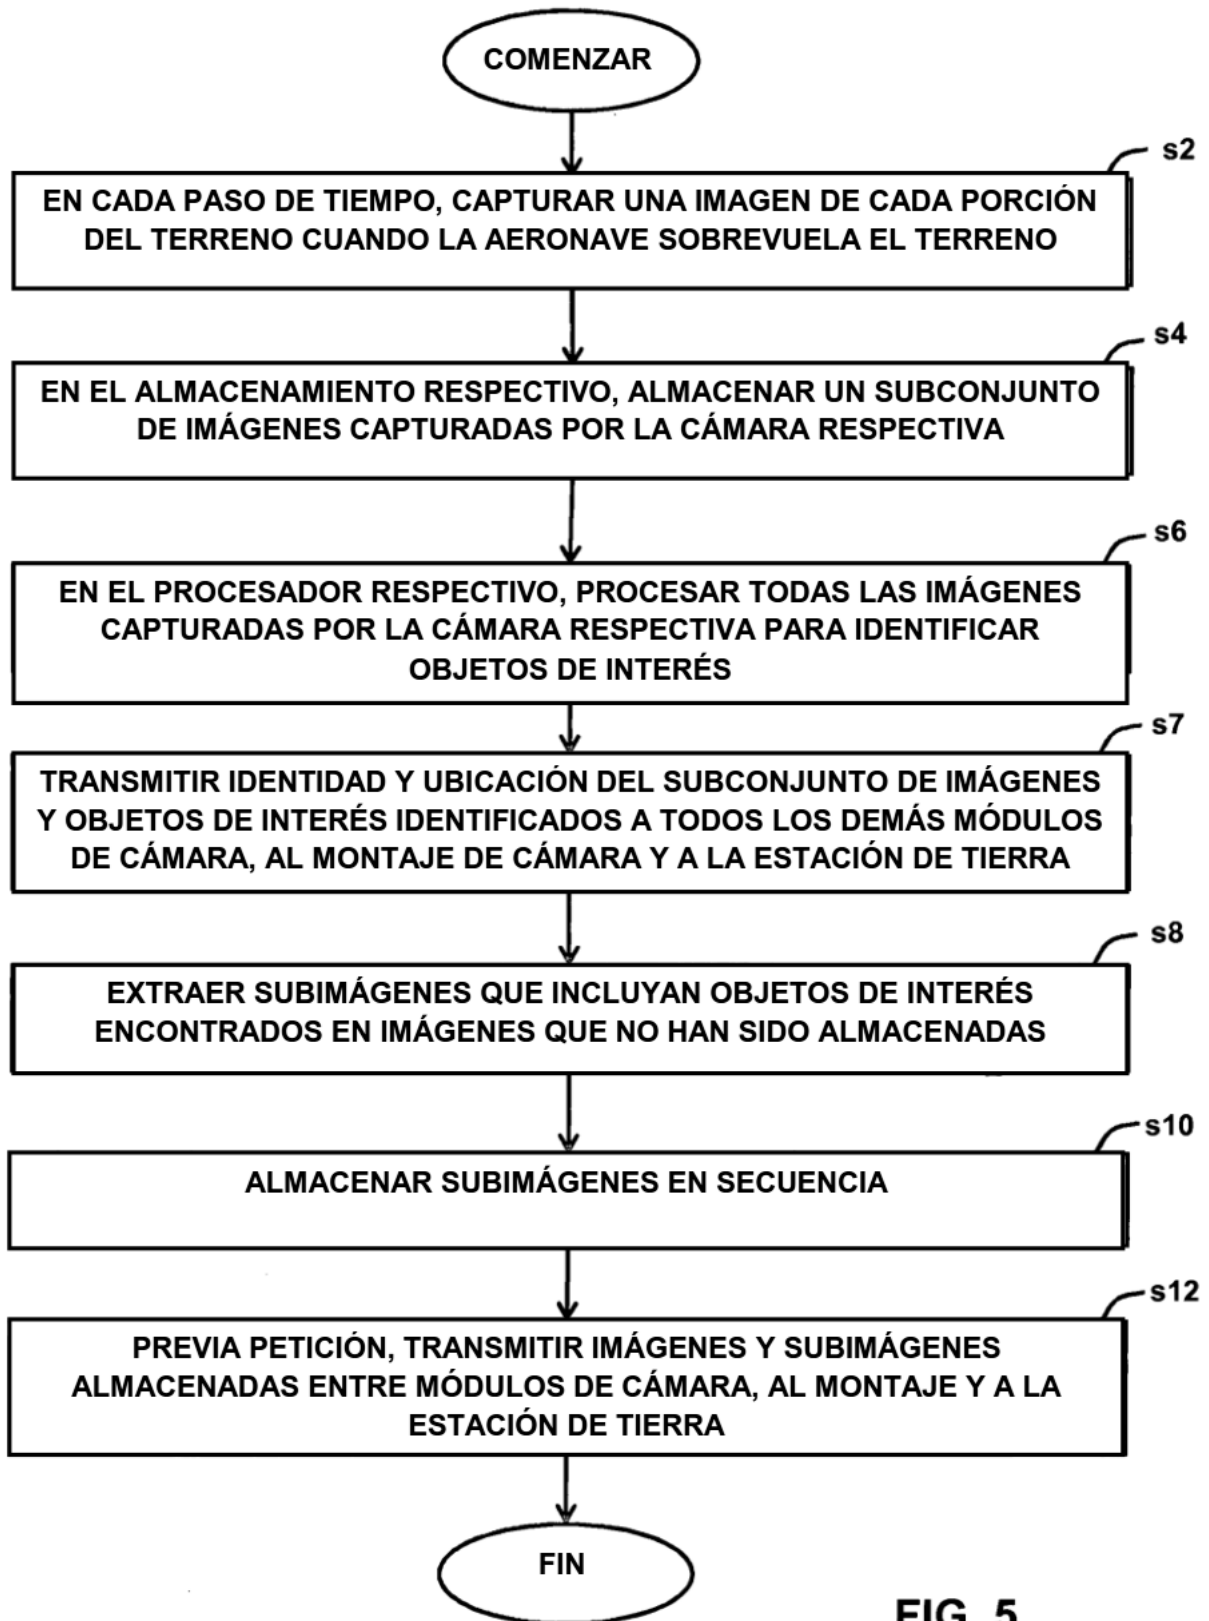 COMENZAR
s2
EN CADA PASO DE TIEMPO, CAPTURAR UNA IMAGEN DE CADA PORCIÓN
DEL TERRENO CUANDO LA AERONAVE SOBREVUELA EL TERRENO
s4
EN EL ALMACENAMIENTO RESPECTIVO, ALMACENAR UN SUBCONJUNTO
DE IMÁGENES CAPTURADAS POR LA CÁMARA RESPECTIVA
s6
EN EL PROCESADOR RESPECTIVO, PROCESAR TODAS LAS IMÁGENES
CAPTURADAS POR LA CÁMARA RESPECTIVA PARA IDENTIFICAR
OBJETOS DE INTERÉS
s7
TRANSMITIR IDENTIDAD Y UBICACIÓN DEL SUBCONJUNTO DE IMÁGENES
Y OBJETOS DE INTERÉS IDENTIFICADOS A TODOS LOS DEMÁS MÓDULOS
DE CÁMARA, AL MONTAJE DE CÁMARA Y A LA ESTACIÓN DE TIERRA
s8
EXTRAER SUBIMÁGENES QUE INCLUYAN OBJETOS DE INTERÉS
ENCONTRADOS EN IMÁGENES QUE NO HAN SIDO ALMACENADAS
s10
ALMACENAR SUBIMÁGENES EN SECUENCIA
s12
PREVIA PETICIÓN, TRANSMITIR IMÁGENES Y SUBIMÁGENES
ALMACENADAS ENTRE MÓDULOS DE CÁMARA, AL MONTAJE Y A LA
ESTACIÓN DE TIERRA
FIN
FIG. 5